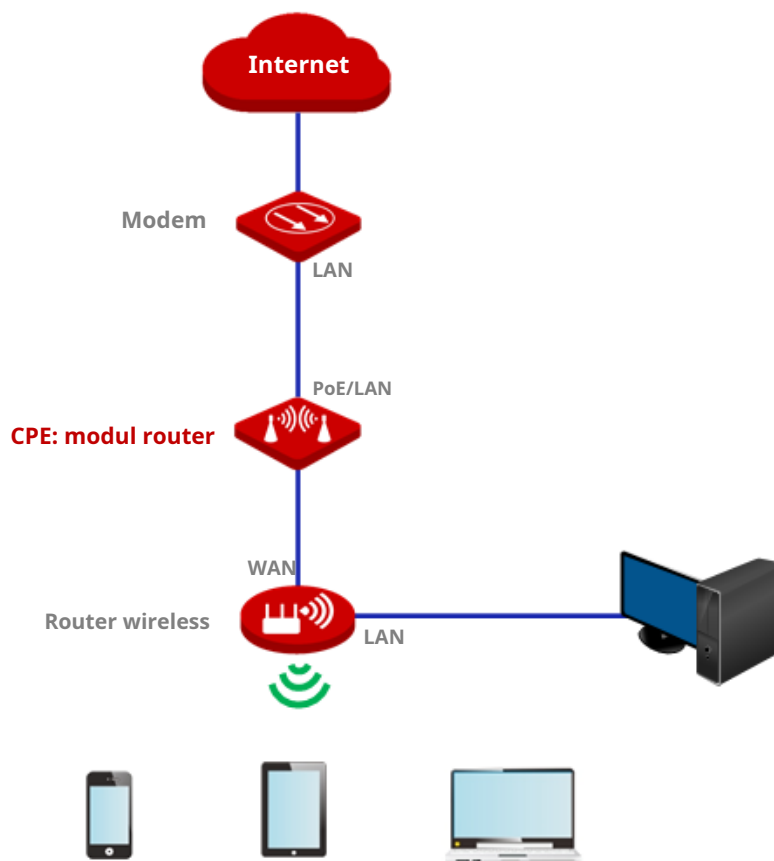 Internet
Modem
LAN
PoE/LAN
CPE: modul router
WAN
Router wireless
LAN